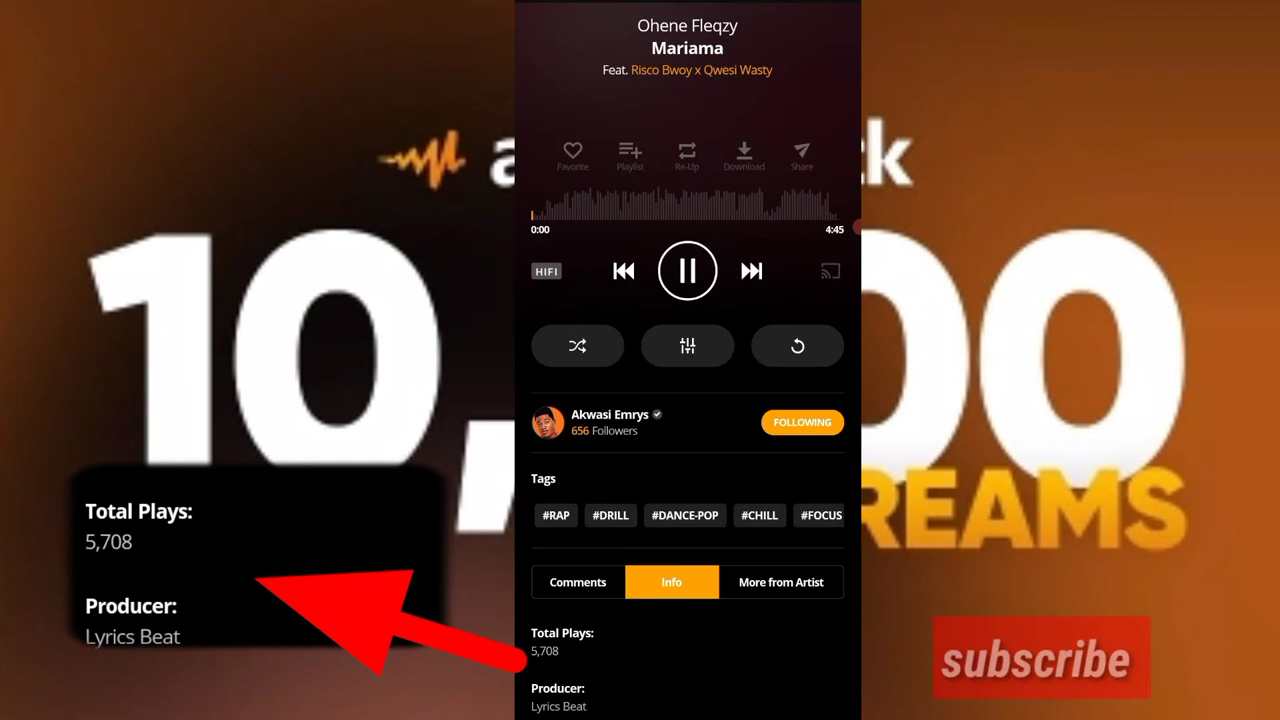 Ohene Fleqzy
Mariama
Feat. Risco Bwoy x Qwesi Wasty
Favorite
Playlist
Re-Up
Download
Share
0:00
4:45
HIFI
Akwasi Emrys
656 Followers
FOLLOWING
Tags
#RAP
#DRILL
#DANCE-POP
#CHILL
#FOCUS
Comments
Info
More from Artist
Total Plays:
5,708
Producer:
Lyrics Beat
a
ck
10,
00
REAMS
Total Plays:
5,708
Producer:
Lyrics Beat
subscribe